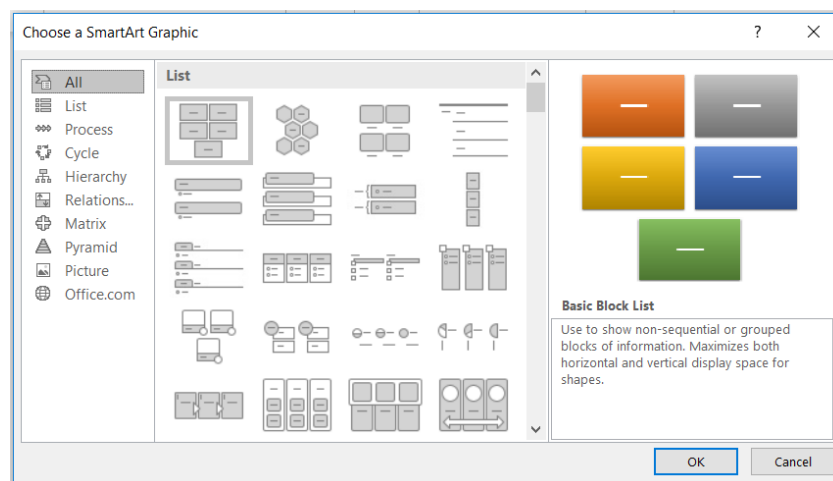 Choose a SmartArt Graphic
?
All
List
Process
Cycle
Hierarchy
Relations...
Matrix
Pyramid
Picture
Office.com
List
Basic Block List
Use to show non-sequential or grouped
blocks of information. Maximizes both
horizontal and vertical display space for
shapes.
OK
Cancel